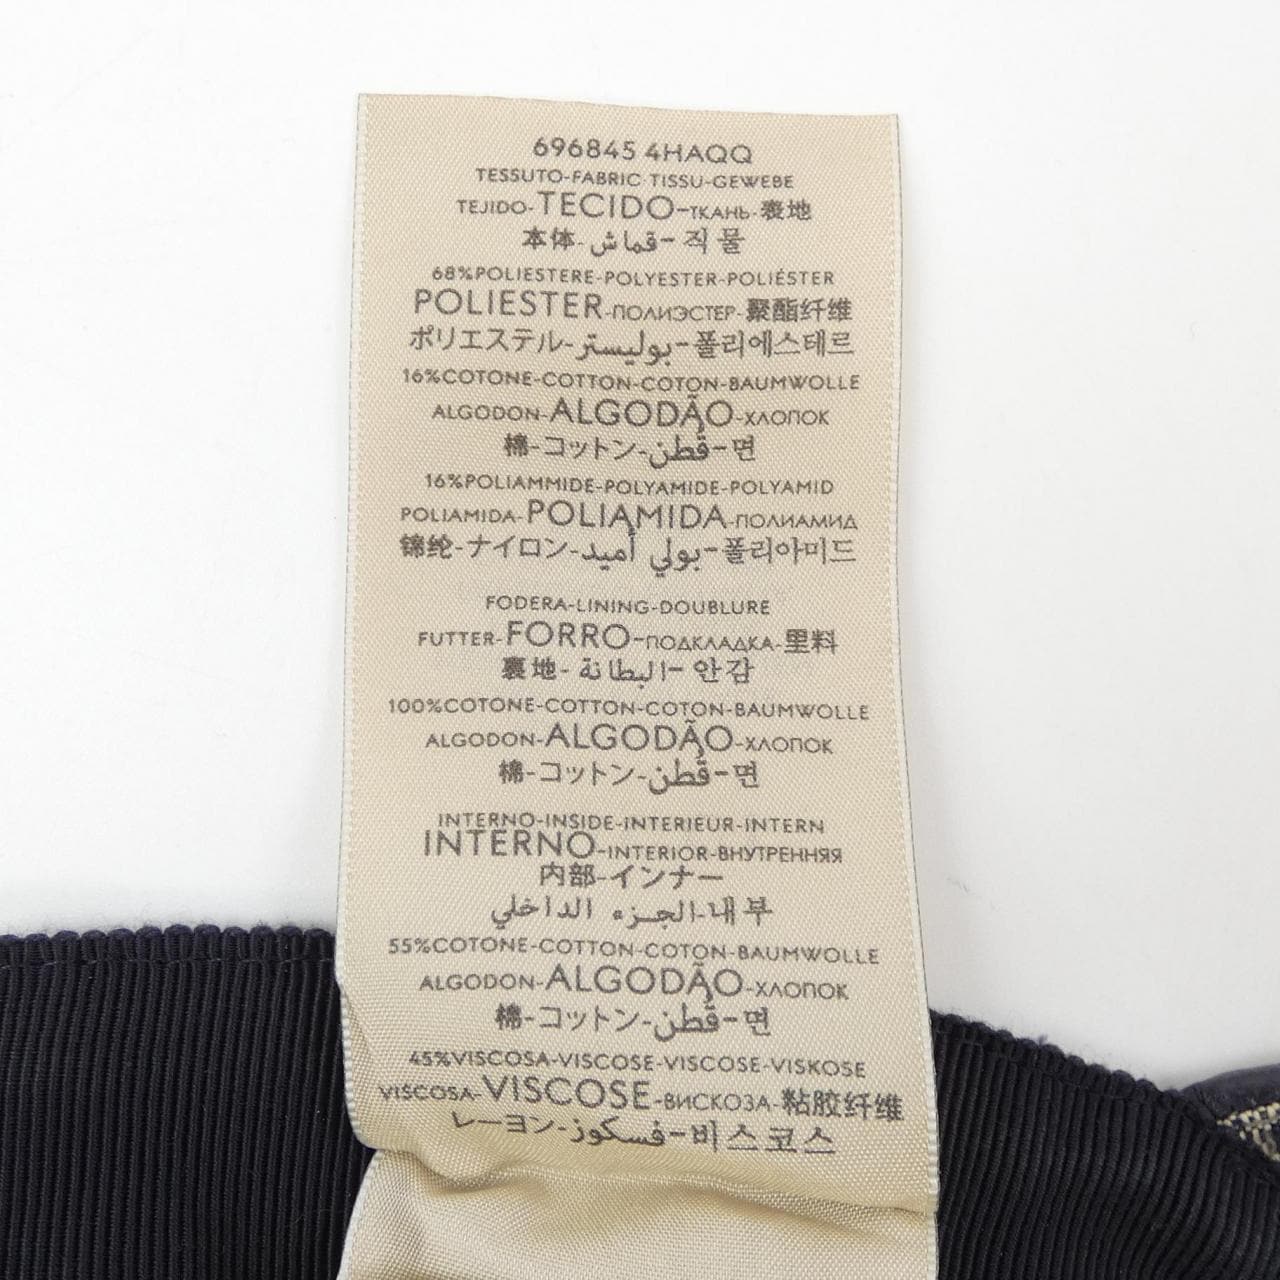 696845 4HAQQ
TESSUTO-FABRIC TISSU-GEWEBE
TEJIDO-TECIDO-ТКАНЬ-表地
本体-قماش-직물
68%POLIESTERE-POLYESTER-POLIÉSTER
POLIESTER-ПОЛИЭСТЕР-聚酯纤维
ポリエステル-بوليستر-폴리에스테르
16%COTONE-COTTON-COTON-BAUMWOLLE
ALGODON-ALGODÃO-ХЛОПОК
棉-コットン-قطن-면
16%POLIAMMIDE-POLYAMIDE-POLYAMID
POLIAMIDA-POLIAMIDA-ПОЛИАМИД
锦纶-ナイロン-بولي أميد-폴리아미드
FODERA-LINING-DOUBLURE
FUTTER-FORRO-ПОДКЛАДКА-里料
裏地-البطانة-안감
100%COTONE-COTTON-COTON-BAUMWOLLE
ALGODON-ALGODÃO-ХЛОПОК
棉-コットン-قطن-면
INTERNO-INSIDE-INTERIEUR-INTERN
INTERNO-INTERIOR-ВНУТРЕННЯЯ
内部-インナー
الجزء الداخلي-내부
55%COTONE-COTTON-COTON-BAUMWOLLE
ALGODON-ALGODÃO-ХЛОПОК
棉-コットン-قطن-면
45%VISCOSA-VISCOSE-VISCOSE-VISKOSE
VISCOSA-VISCOSE-ВИСКОЗА-粘胶纤维
レーヨン-فسكوز-비스코스